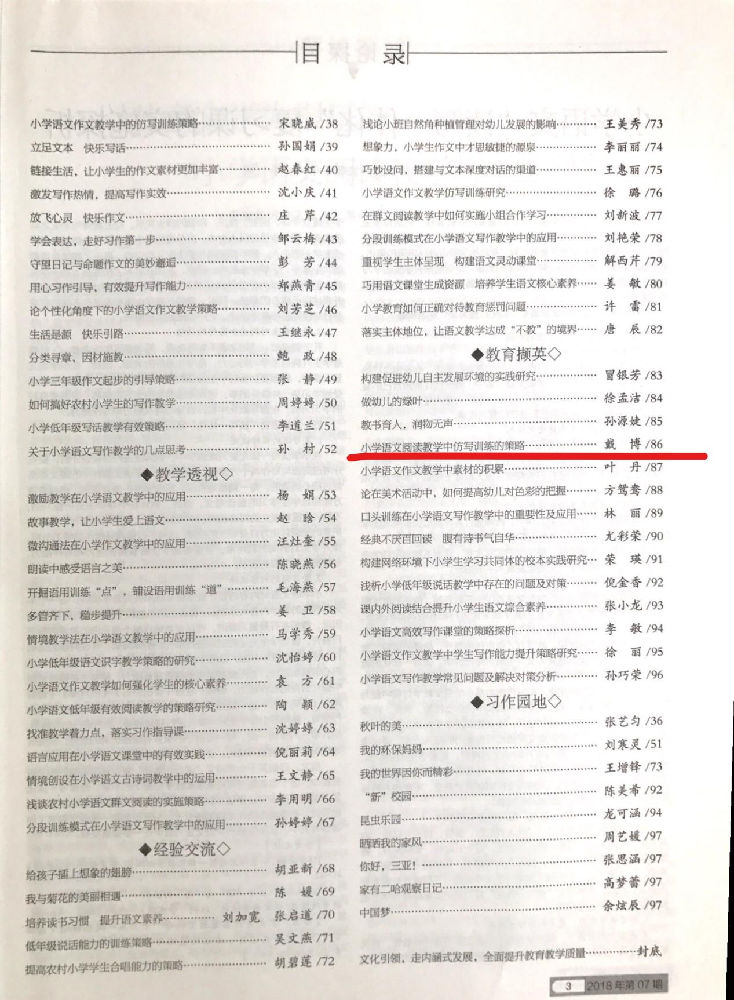 目 录
小学语文作文教学中的仿写训练策略………………宋晓威 /38
立足文本 快乐写话………………孙国娟 /39
链接生活，让小学生的作文素材更加丰富………………赵春红 /40
激发写作热情，提高写作实效………………沈小庆 /41
放飞心灵 快乐作文………………庄 芹 /42
学会表达，走好习作第一步………………邹云梅 /43
守望日记与命题作文的美妙邂逅………………彭 芳 /44
用心习作引导，有效提升写作能力………………郑燕青 /45
论个性化角度下的小学语文作文教学策略………………刘芳芝 /46
生活是源 快乐引路………………王继永 /47
分类寻章，因材施教………………鲍 政 /48
小学三年级作文起步的引导策略………………张 静 /49
如何搞好农村小学生的写作教学………………周婷婷 /50
小学低年级写话教学有效策略………………李道兰 /51
关于小学语文写作教学的几点思考………………孙 村 /52
◆教学透视◇
激励教学在小学语文教学中的应用………………杨 娟 /53
故事教学，让小学生爱上语文………………赵 晗 /54
微沟通法在小学作文教学中的应用………………汪灶奎 /55
朗读中感受语言之美………………陈晓燕 /56
开掘语用训练“点”，铺设语用训练“道”…………毛海燕 /57
多管齐下，稳步提升………………姜 卫 /58
情境教学法在小学语文教学中的应用………………马学秀 /59
小学低年级语文识字教学策略的研究………………沈怡婷 /60
小学语文作文教学如何强化学生的核心素养…………袁 方 /61
小学语文低年级有效阅读教学的策略研究……………陶 颖 /62
找准教学着力点，落实习作指导课………………沈婷婷 /63
语言应用在小学语文课堂中的有效实践………………倪丽莉 /64
情境创设在小学语文古诗词教学中的运用……………王文静 /65
浅谈农村小学语文群文阅读的实施策略………………李用明 /66
分段训练模式在小学语文写作教学中的应用…………孙婷婷 /67
◆经验交流◇
给孩子插上想象的翅膀………………胡亚新 /68
我与菊花的美丽相遇………………陈 媛 /69
培养读书习惯 提升语文素养……………刘加宽 张启道 /70
低年级说话能力的训练策略………………吴文燕 /71
提高农村小学学生合唱能力的策略………………胡碧莲 /72
浅论小班自然角种植管理对幼儿发展的影响…………王美秀 /73
想象力，小学生作文中才思敏捷的源泉………………李丽丽 /74
巧妙设问，搭建与文本深度对话的渠道………………王惠丽 /75
小学语文作文教学仿写训练研究………………徐 璐 /76
在群文阅读教学中如何实施小组合作学习……………刘新波 /77
分段训练模式在小学语文写作教学中的应用…………刘艳荣 /78
重视学生主体呈现 构建语文灵动课堂………………解西芹 /79
巧用语文课堂生成资源 培养学生语文核心素养……姜 敏 /80
小学教育如何正确对待教育惩罚问题………………许 雷 /81
落实主体地位，让语文教学达成“不教”的境界……唐 辰 /82
◆教育撷英◇
构建促进幼儿自主发展环境的实践研究………………冒银芳 /83
做幼儿的绿叶………………徐孟洁 /84
教书育人，润物无声………………孙源婕 /85
小学语文阅读教学中仿写训练的策略………………戴 博 /86
小学语文作文教学中素材的积累………………叶 丹 /87
论在美术活动中，如何提高幼儿对色彩的把握………方鸳鸯 /88
口头训练在小学语文写作教学中的重要性及应用……林 丽 /89
经典不厌百回读 腹有诗书气自华………………尤彩荣 /90
构建网络环境下小学生学习共同体的校本实践研究…荣 瑛 /91
浅析小学低年级说话教学中存在的问题及对策………倪金香 /92
课内外阅读结合提升小学生语文综合素养……………张小龙 /93
小学语文高效写作课堂的策略探析………………李 敏 /94
小学语文作文教学中学生写作能力提升策略研究……徐 丽 /95
小学语文写作教学常见问题及解决对策分析…………孙巧荣 /96
◆习作园地◇
秋叶的美………………张艺匀 /36
我的环保妈妈………………刘寒灵 /51
我的世界因你而精彩………………王增锋 /73
“新”校园………………陈美希 /92
昆虫乐园………………龙可涵 /94
晒晒我的家风………………周艺媛 /97
你好，三亚！………………张思涵 /97
家有二哈观察日记………………高梦蕾 /97
中国梦………………余炫辰 /97
文化引领，走内涵式发展，全面提升教育教学质量……………封底
3 2018年第07期